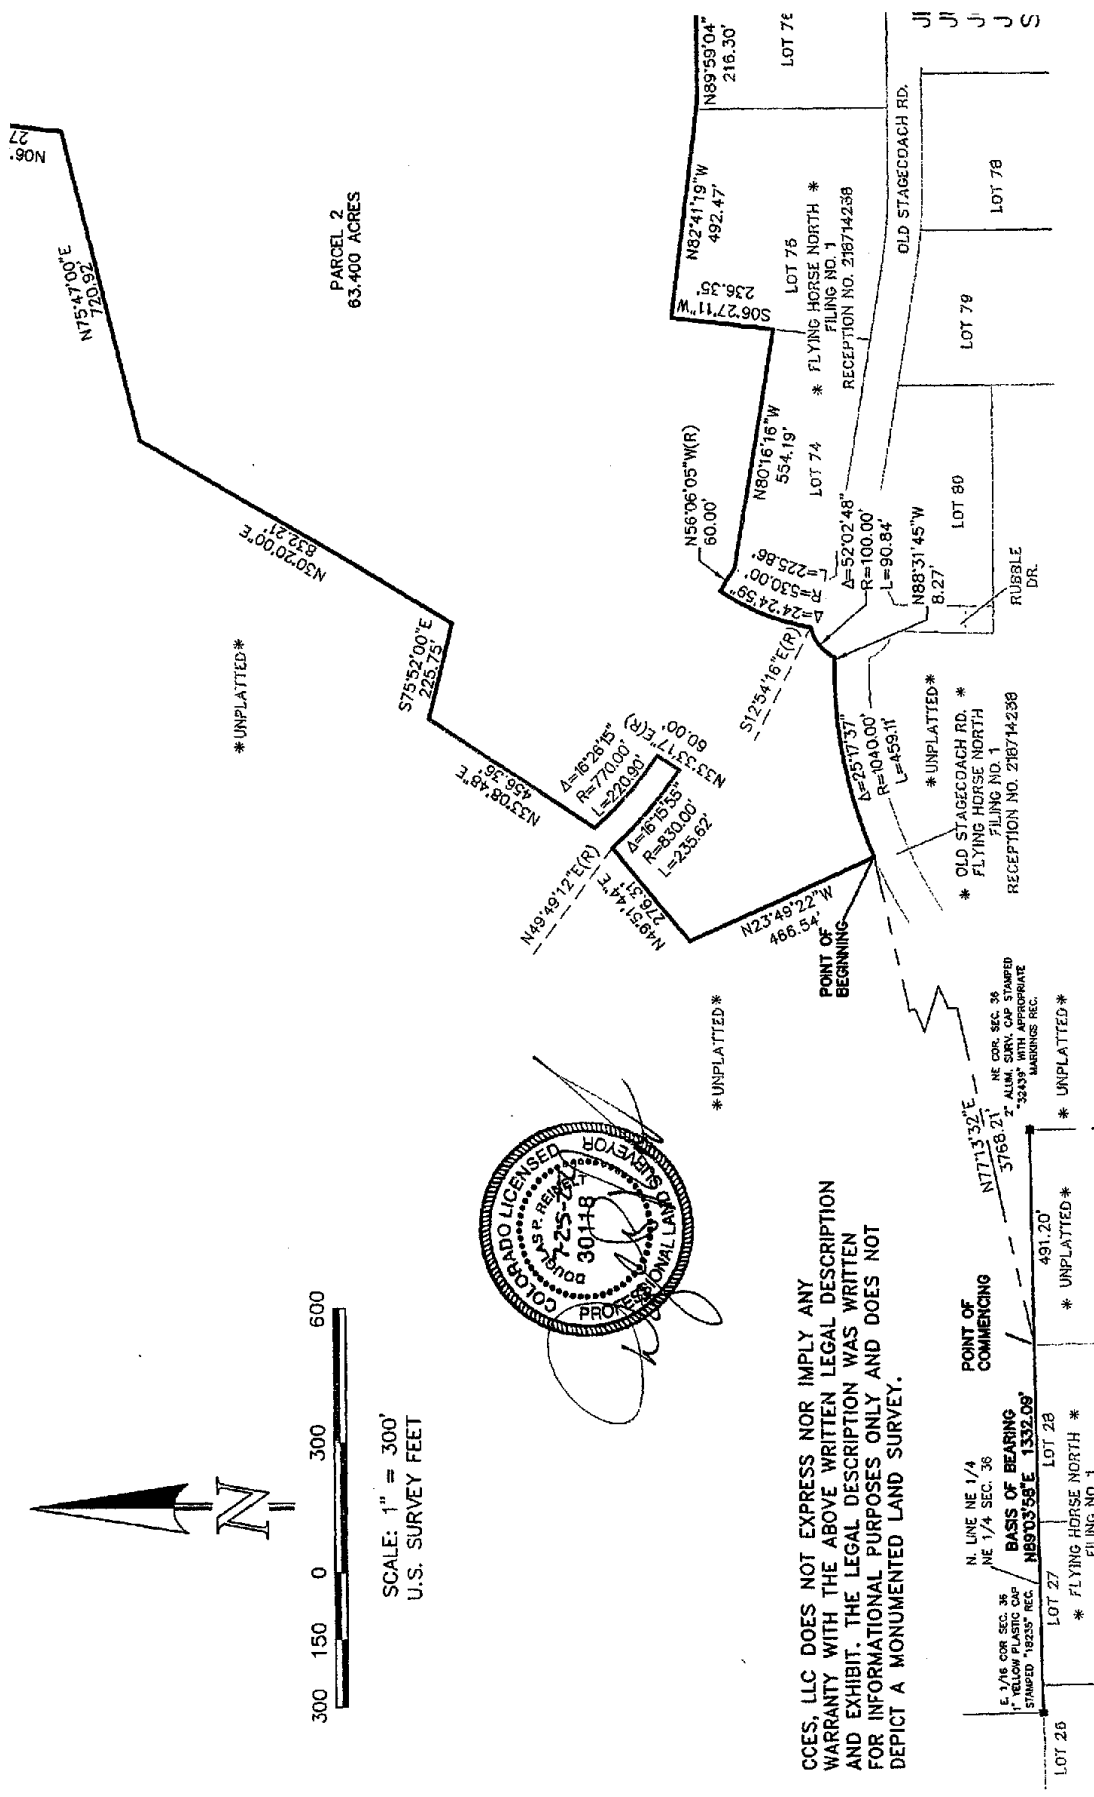 N06°
27
N75°47'00"E
720.92'
PARCEL 2
63.400 ACRES
N30°20'00"E
832.21'
*UNPLATTED*
S75°52'00"E
225.75'
N33°08'48"E
456.36'
Δ=16°26'15"
R=770.00'
L=220.90'
N33°33'17"E(R)
60.00'
Δ=16°15'55"
R=830.00'
L=235.62'
N49°49'12"E(R)
N49°51'44"E
276.31'
N23°49'22"W
466.54'
POINT OF
BEGINNING
N89°59'04"
216.30'
LOT 76
N82°41'19"W
492.47'
S06°27'11"W
236.35'
LOT 75
* FLYING HORSE NORTH *
FILING NO. 1
RECEPTION NO. 218714238
N80°16'16"W
554.19'
LOT 74
N56°06'05"W(R)
60.00'
Δ=24°24'59"
R=530.00'
L=225.86'
S12°54'16"E(R)
Δ=52°02'48"
R=100.00'
L=90.84'
N88°31'45"W
8.27'
Δ=25°17'37"
R=1040.00'
L=459.11'
OLD STAGECOACH RD.
LOT 78
LOT 79
LOT 80
RUBBLE
DR.
*UNPLATTED*
* OLD STAGECOACH RD. *
FLYING HORSE NORTH
FILING NO. 1
RECEPTION NO. 218714238
*UNPLATTED*
N77°13'32"E
3768.21'
NE COR. SEC. 36
2" ALUM. SURV. CAP STAMPED
"32439" WITH APPROPRIATE
MARKINGS REC.
* UNPLATTED*
491.20'
* UNPLATTED*
POINT OF
COMMENCING
N. LINE NE 1/4
NE 1/4 SEC. 36
BASIS OF BEARING
N89°03'58"E 1332.09'
LOT 28
LOT 27
* FLYING HORSE NORTH *
FILING NO. 1
E. 1/16 COR SEC. 36
1" YELLOW PLASTIC CAP
STAMPED "18235" REC.
LOT 26
COLORADO LICENSED
DOUGLAS P. REINELT
30118
PROFESSIONAL LAND SURVEYOR
N
300 150 0 300 600
SCALE: 1" = 300'
U.S. SURVEY FEET
CCES, LLC DOES NOT EXPRESS NOR IMPLY ANY
WARRANTY WITH THE ABOVE WRITTEN LEGAL DESCRIPTION
AND EXHIBIT. THE LEGAL DESCRIPTION WAS WRITTEN
FOR INFORMATIONAL PURPOSES ONLY AND DOES NOT
DEPICT A MONUMENTED LAND SURVEY.